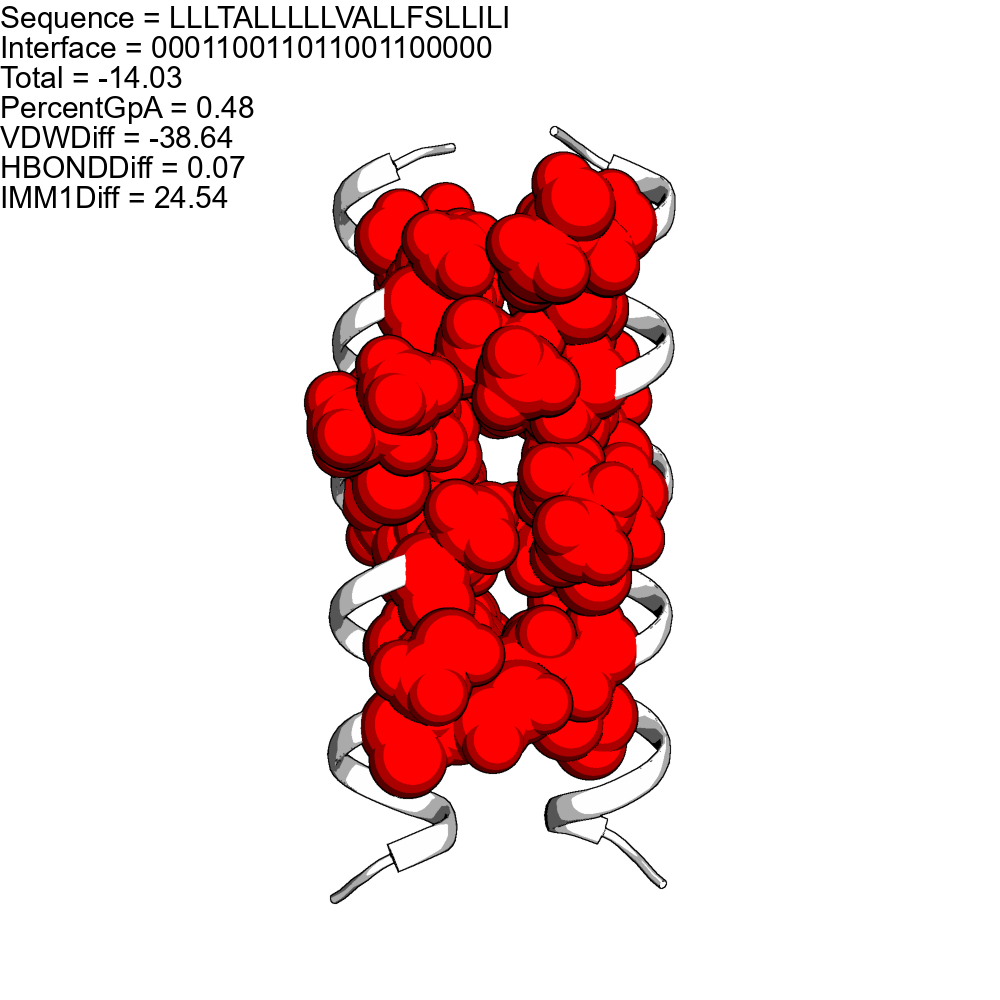 Sequence = LLLTALLLLLVALLFSLLILI
Interface = 000110011011001100000
Total = -14.03
PercentGpA = 0.48
VDWDiff = -38.64
HBONDDiff = 0.07
IMM1Diff = 24.54